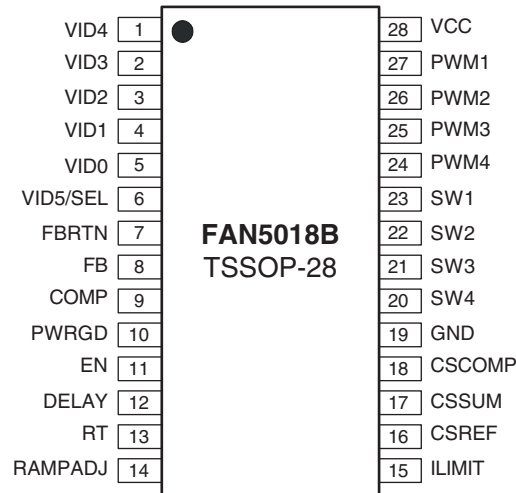 VID4 1 28 VCC
VID3 2 27 PWM1
VID2 3 26 PWM2
VID1 4 25 PWM3
VID0 5 24 PWM4
VID5/SEL 6 23 SW1
FBRTN 7 22 SW2
FAN5018B
TSSOP-28
FB 8 21 SW3
COMP 9 20 SW4
PWRGD 10 19 GND
EN 11 18 CSCOMP
DELAY 12 17 CSSUM
RT 13 16 CSREF
RAMPADJ 14 15 ILIMIT